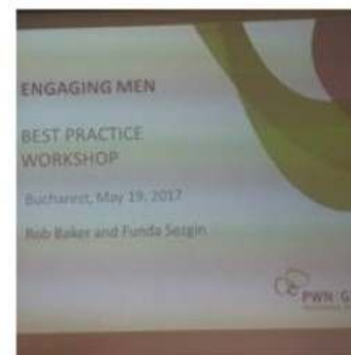 ENGAGING MEN
BEST PRACTICE
WORKSHOP
Bucharest, May 19, 2017
Rob Baker and Funda Sezgin
PWN G